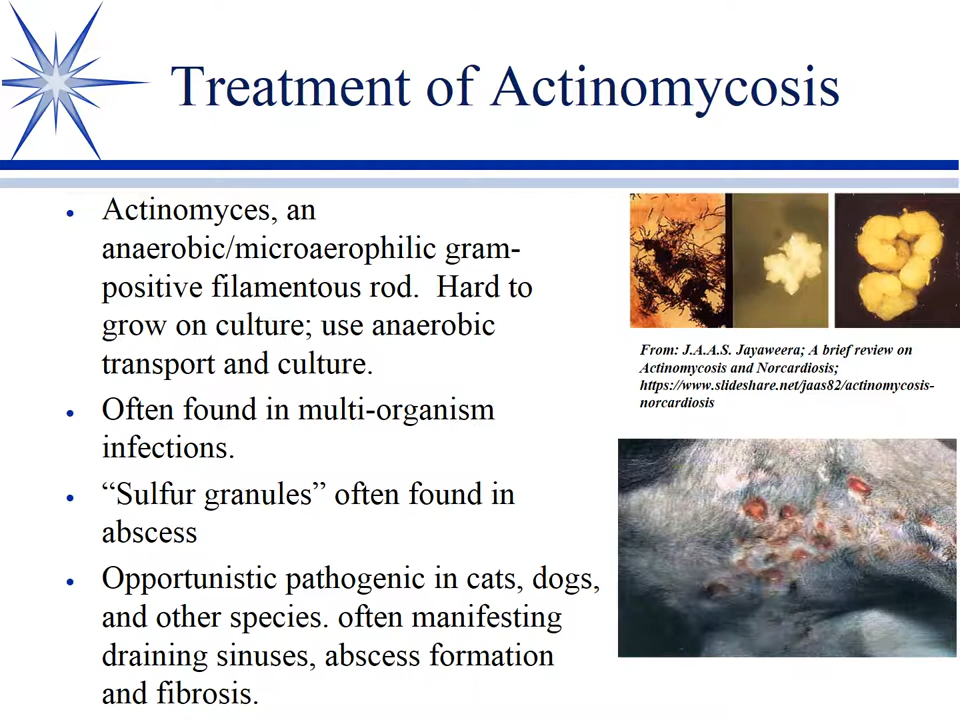 Treatment of Actinomycosis
• Actinomyces, an
anaerobic/microaerophilic gram-
positive filamentous rod.  Hard to
grow on culture; use anaerobic
transport and culture.
• Often found in multi-organism
infections.
• “Sulfur granules” often found in
abscess
• Opportunistic pathogenic in cats, dogs,
and other species. often manifesting
draining sinuses, abscess formation
and fibrosis.
From: J.A.A.S. Jayaweera; A brief review on
Actinomycosis and Norcardiosis;
https://www.slideshare.net/jaas82/actinomycosis-
norcardiosis